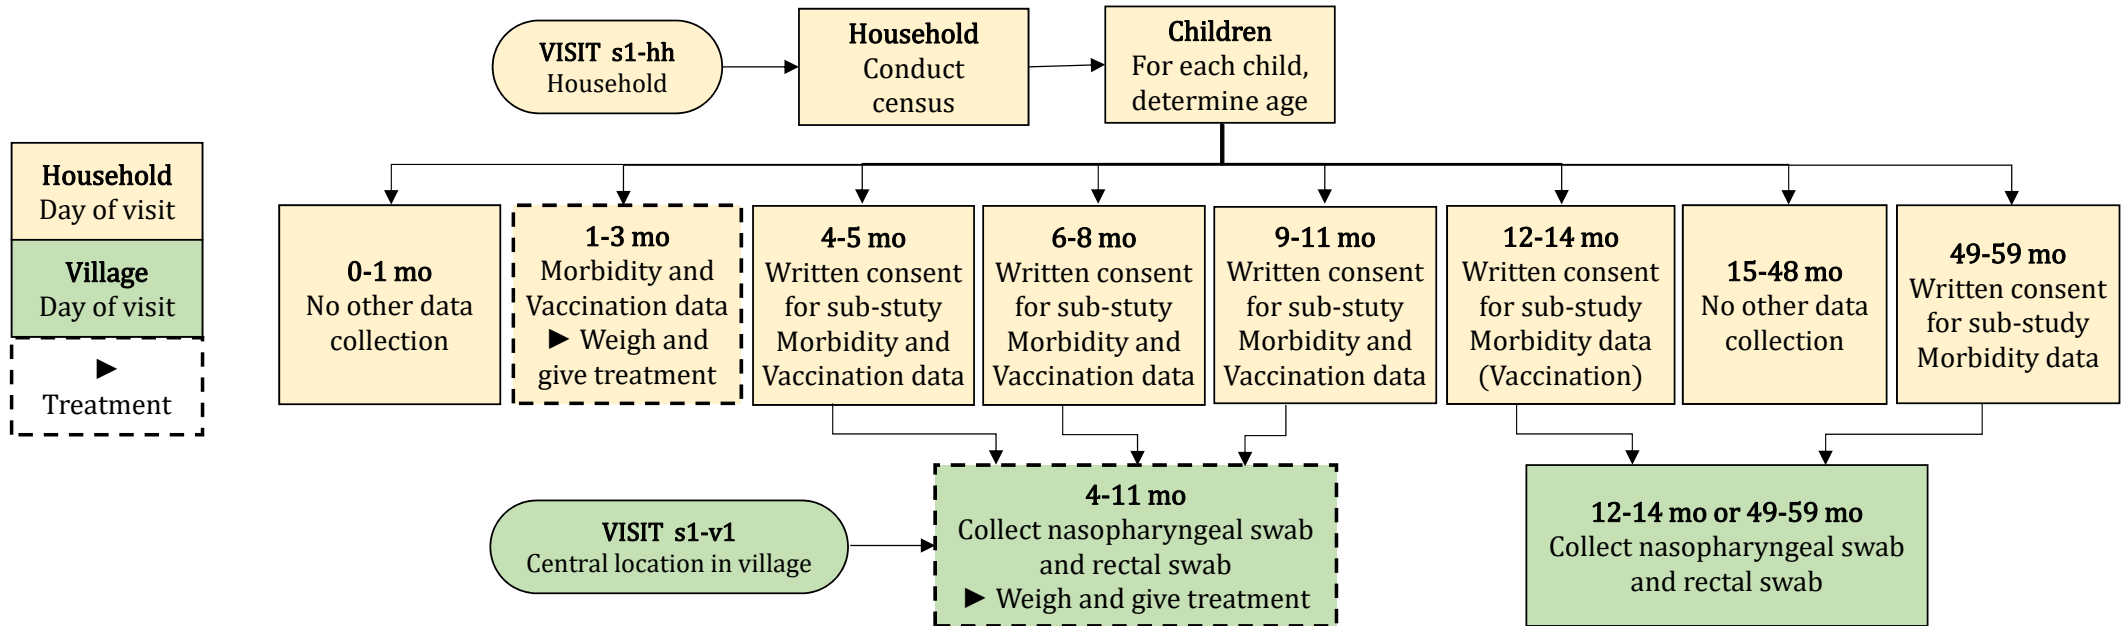 VISIT s1-hh
Household
Household
Conduct
census
Children
For each child,
determine age
Household
Day of visit
Village
Day of visit
►
Treatment
0-1 mo
No other data
collection
1-3 mo
Morbidity and
Vaccination data
► Weigh and
give treatment
4-5 mo
Written consent
for sub-stuty
Morbidity and
Vaccination data
6-8 mo
Written consent
for sub-stuty
Morbidity and
Vaccination data
9-11 mo
Written consent
for sub-stuty
Morbidity and
Vaccination data
12-14 mo
Written consent
for sub-study
Morbidity data
(Vaccination)
15-48 mo
No other data
collection
49-59 mo
Written consent
for sub-study
Morbidity data
VISIT s1-v1
Central location in village
4-11 mo
Collect nasopharyngeal swab
and rectal swab
► Weigh and give treatment
12-14 mo or 49-59 mo
Collect nasopharyngeal swab
and rectal swab